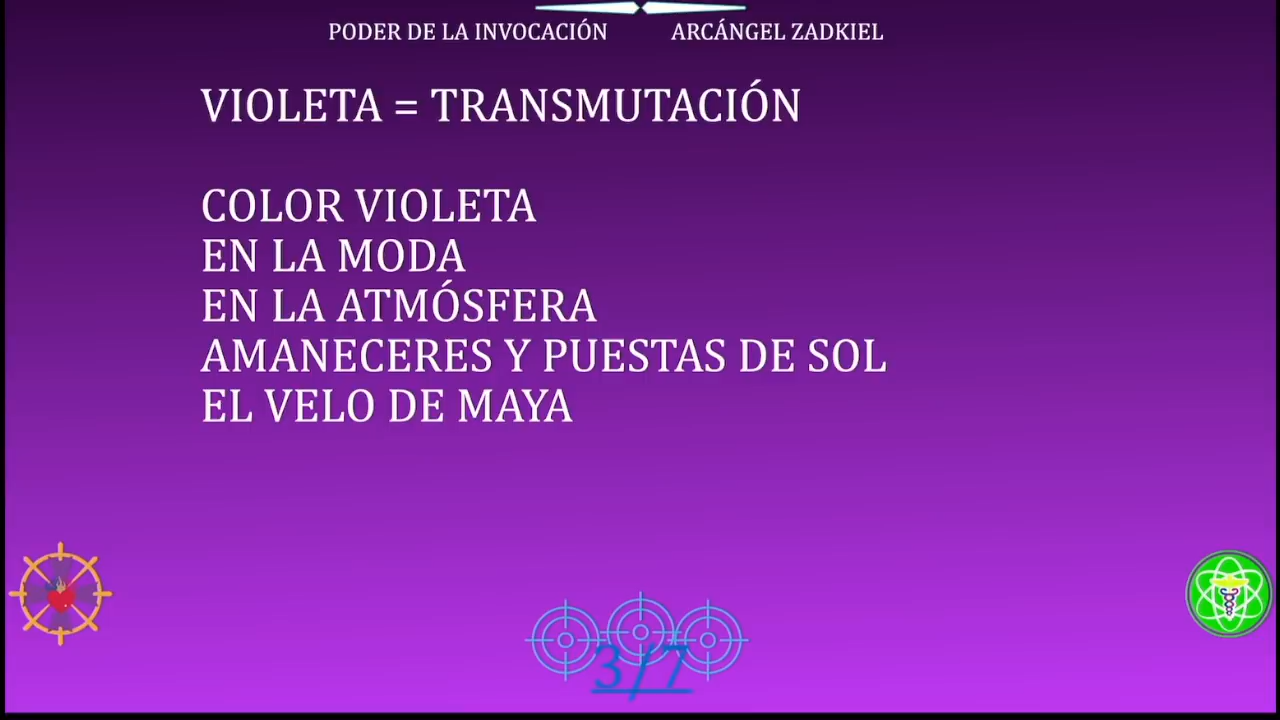 PODER DE LA INVOCACIÓN ARCÁNGEL ZADKIEL
VIOLETA = TRANSMUTACIÓN
COLOR VIOLETA
EN LA MODA
EN LA ATMÓSFERA
AMANECERES Y PUESTAS DE SOL
EL VELO DE MAYA
3/7